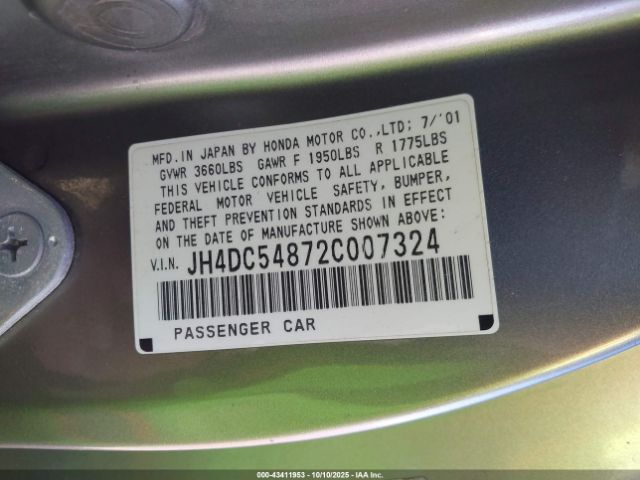 MFD. IN JAPAN BY HONDA MOTOR CO.,LTD; 7/'01
GVWR 3660LBS GAWR F 1950LBS R 1775LBS
THIS VEHICLE CONFORMS TO ALL APPLICABLE
FEDERAL MOTOR VEHICLE SAFETY, BUMPER,
AND THEFT PREVENTION STANDARDS IN EFFECT
ON THE DATE OF MANUFACTURE SHOWN ABOVE:
V.I.N. JH4DC54872C007324
PASSENGER CAR
000-43411953 - 10/10/2025 - © IAA Inc.